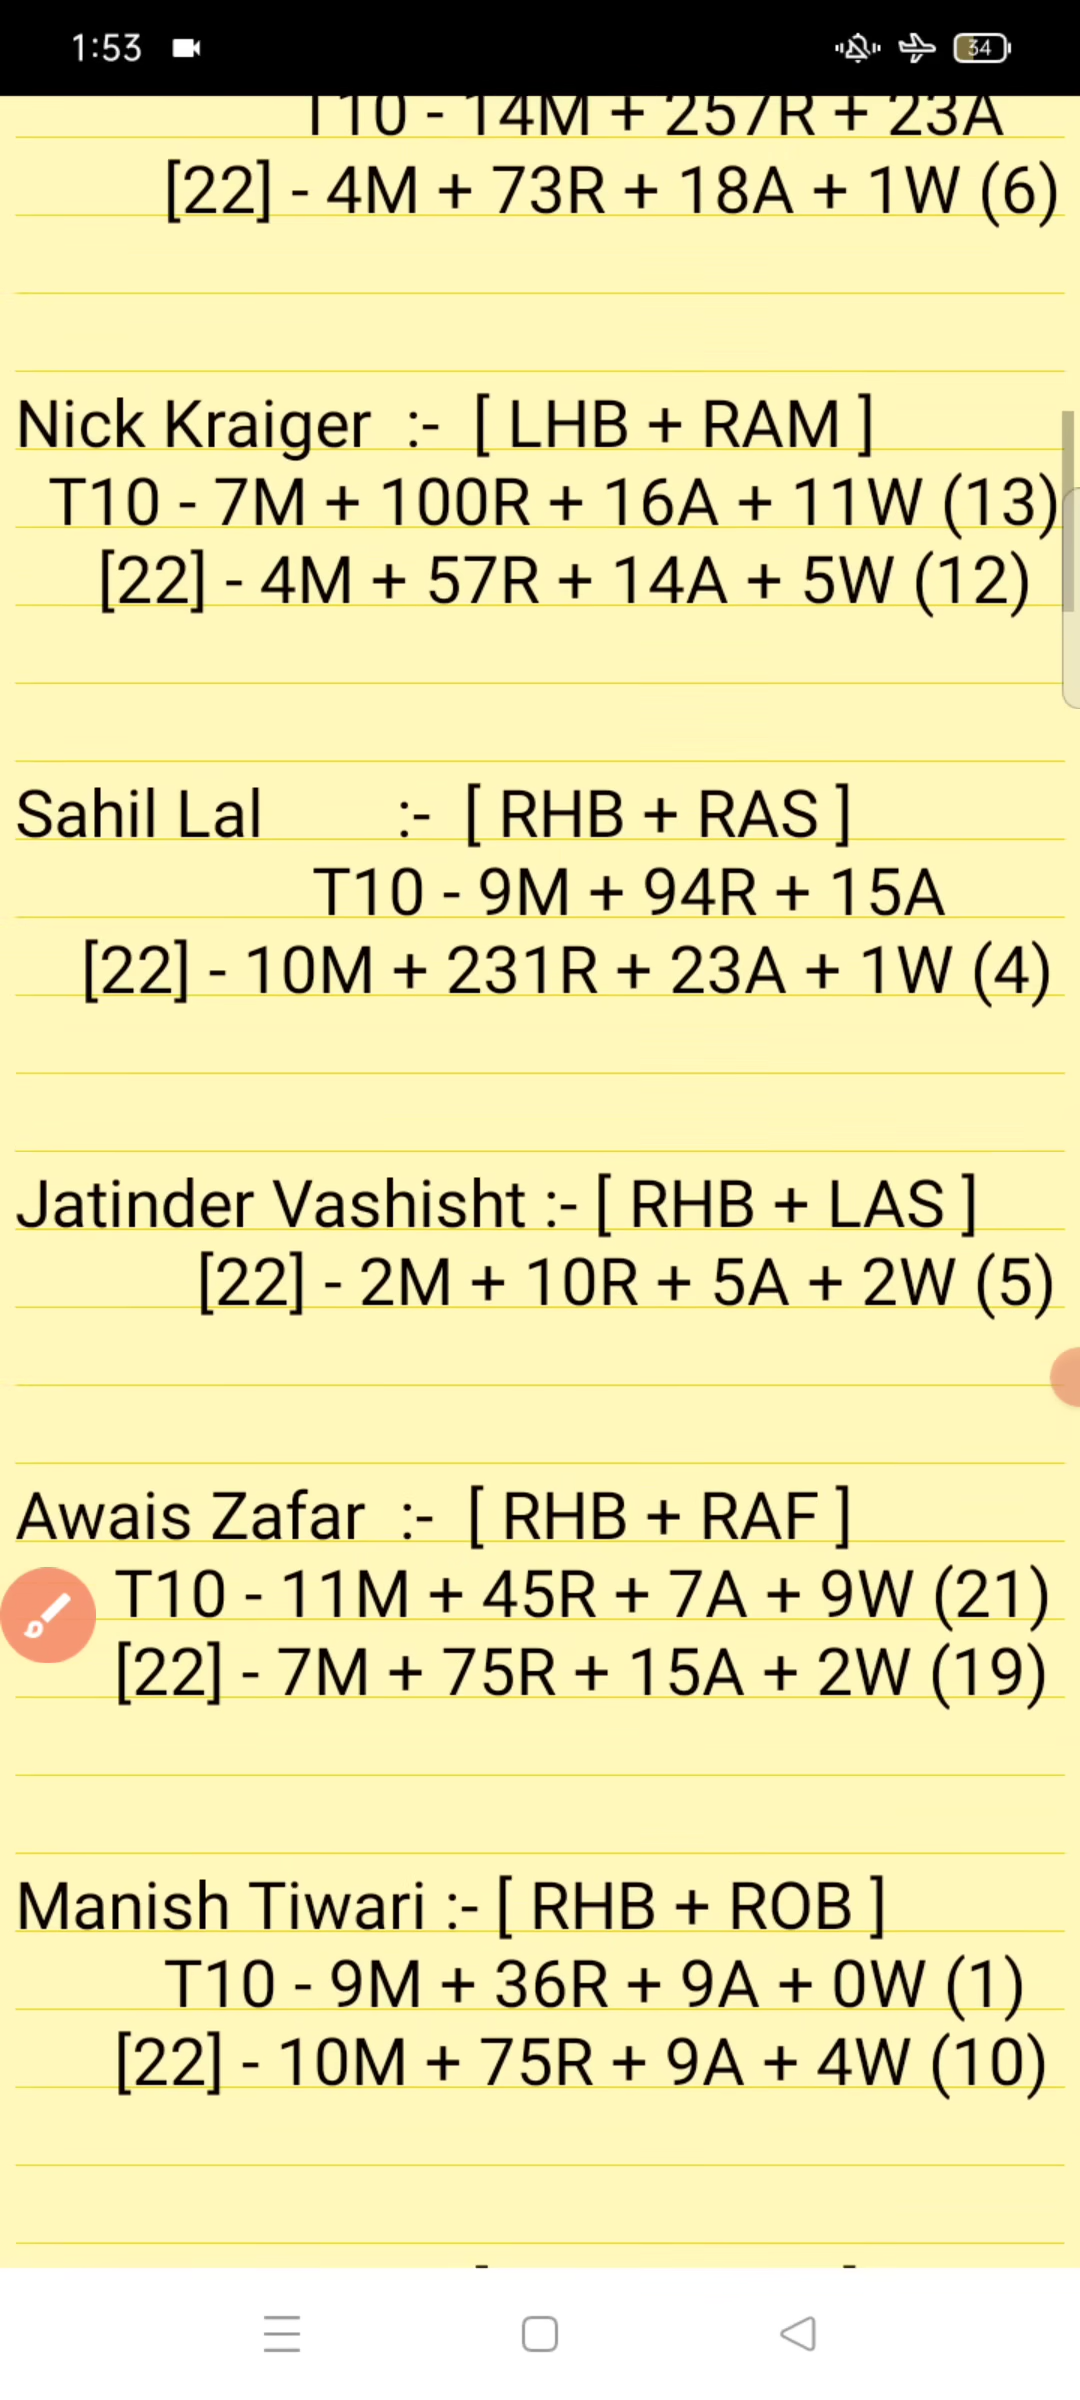 1:53
34
T10 - 14M + 257R + 23A
[22] - 4M + 73R + 18A + 1W (6)
Nick Kraiger :- [ LHB + RAM ]
T10 - 7M + 100R + 16A + 11W (13)
[22] - 4M + 57R + 14A + 5W (12)
Sahil Lal :- [ RHB + RAS ]
T10 - 9M + 94R + 15A
[22] - 10M + 231R + 23A + 1W (4)
Jatinder Vashisht :- [ RHB + LAS ]
[22] - 2M + 10R + 5A + 2W (5)
Awais Zafar :- [ RHB + RAF ]
T10 - 11M + 45R + 7A + 9W (21)
[22] - 7M + 75R + 15A + 2W (19)
Manish Tiwari :- [ RHB + ROB ]
T10 - 9M + 36R + 9A + 0W (1)
[22] - 10M + 75R + 9A + 4W (10)